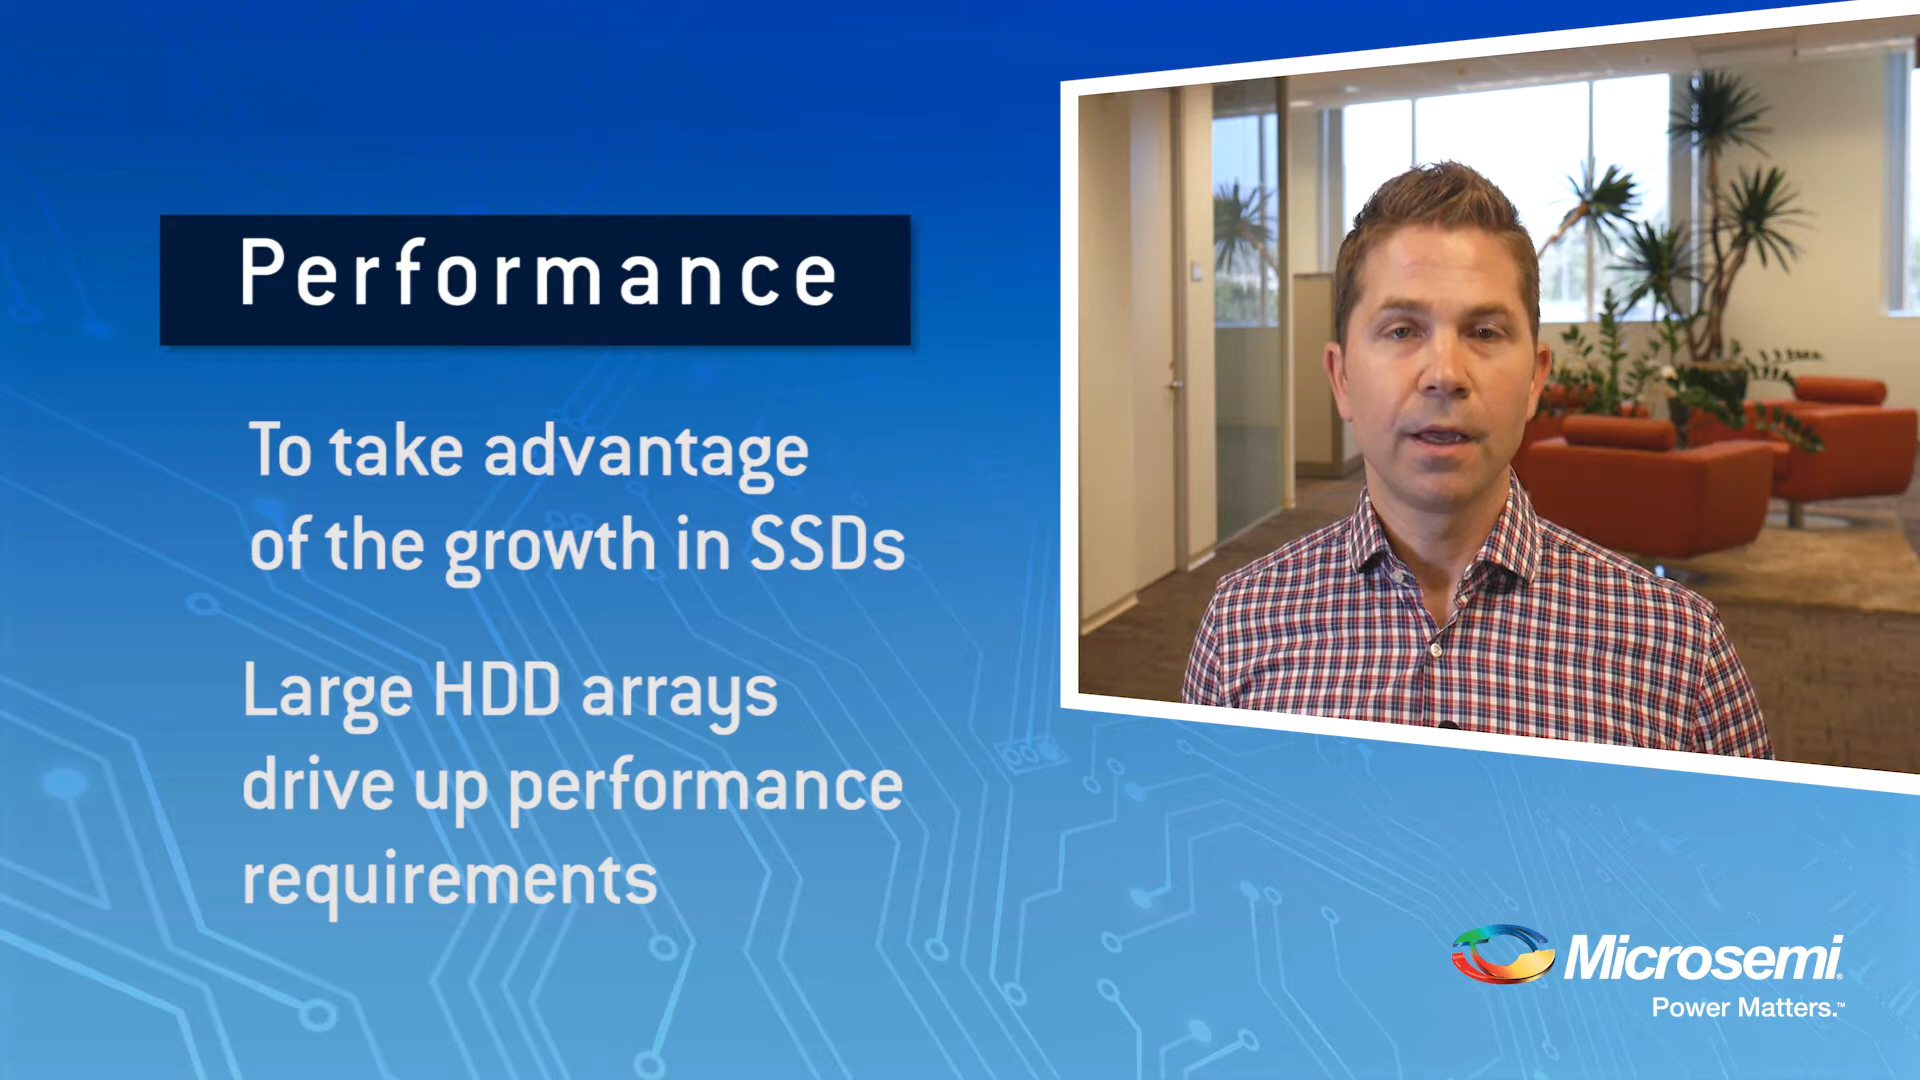 Performance
To take advantage
of the growth in SSDs
Large HDD arrays
drive up performance
requirements
Microsemi®
Power Matters.™